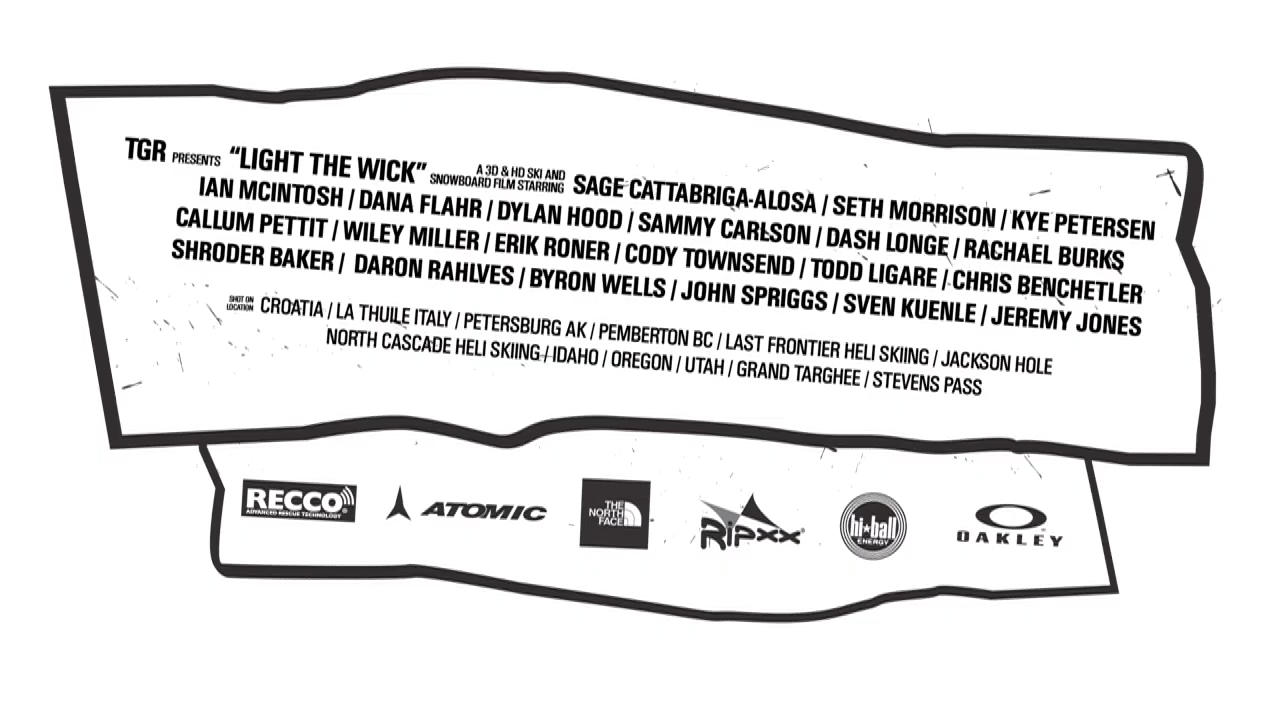 TGR PRESENTS “LIGHT THE WICK” A 3D & HD SKI AND SNOWBOARD FILM STARRING SAGE CATTABRIGA-ALOSA / SETH MORRISON / KYE PETERSEN
IAN MCINTOSH / DANA FLAHR / DYLAN HOOD / SAMMY CARLSON / DASH LONGE / RACHAEL BURKS
CALLUM PETTIT / WILEY MILLER / ERIK RONER / CODY TOWNSEND / TODD LIGARE / CHRIS BENCHETLER
SHRODER BAKER / DARON RAHLVES / BYRON WELLS / JOHN SPRIGGS / SVEN KUENLE / JEREMY JONES
SHOT ON LOCATION CROATIA / LA THUILE ITALY / PETERSBURG AK / PEMBERTON BC / LAST FRONTIER HELI SKIING / JACKSON HOLE
NORTH CASCADE HELI SKIING / IDAHO / OREGON / UTAH / GRAND TARGHEE / STEVENS PASS
RECCO
ADVANCED RESCUE TECHNOLOGY
ATOMIC
THE
NORTH
FACE
RIPXX
hi★ball
ENERGY
OAKLEY